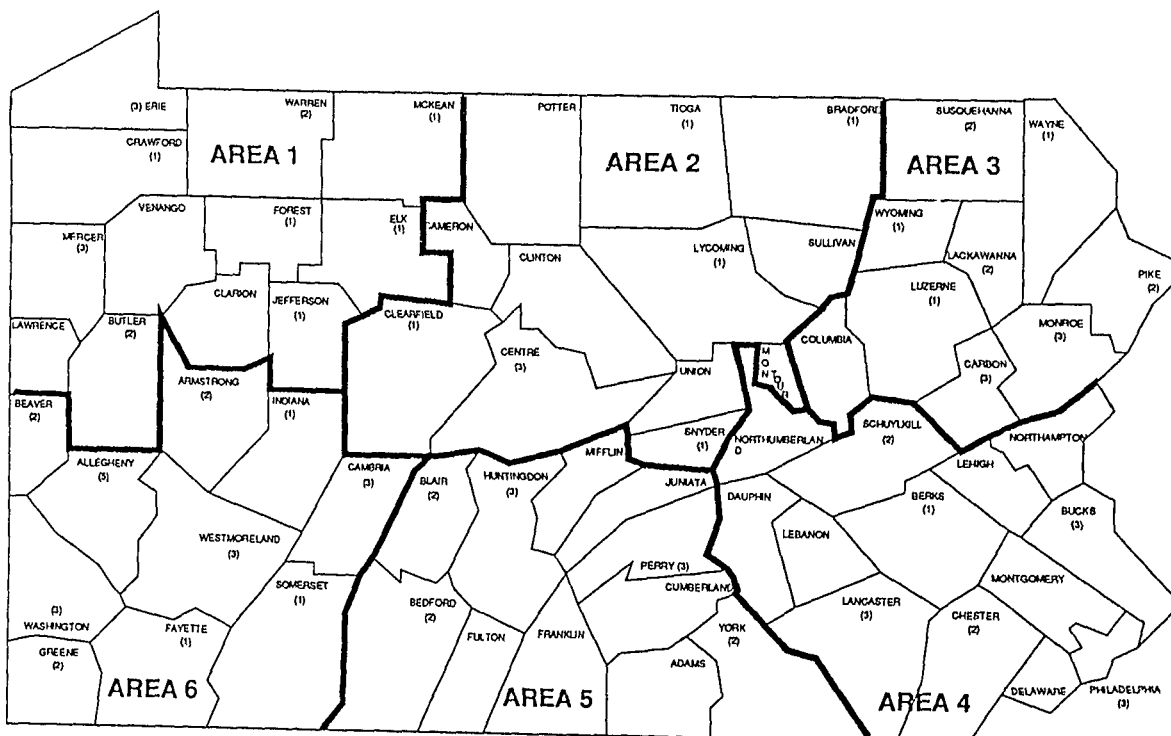 (3) ERIE
WARREN
(2)
MCKEAN
(1)
POTTER
TIOGA
(1)
BRADFORD
(1)
SUSQUEHANNA
(2)
WAYNE
(1)
CRAWFORD
(1)
AREA 1
AREA 2
AREA 3
VENANGO
FOREST
(1)
ELK
(1)
CAMERON
WYOMING
(1)
MERCER
(3)
CLINTON
LYCOMING
(1)
SULLIVAN
LACKAWANNA
(2)
PIKE
(2)
CLARION
JEFFERSON
(1)
CLEARFIELD
(1)
LUZERNE
(1)
LAWRENCE
BUTLER
(2)
MONROE
(3)
CENTRE
(3)
COLUMBIA
MONTOUR
CARBON
(3)
UNION
ARMSTRONG
(2)
INDIANA
(1)
BEAVER
(2)
SNYDER
(1)
NORTHUMBERLAN
D
SCHUYLKILL
(2)
NORTHAMPTON
ALLEGHENY
(5)
CAMBRIA
(3)
BLAIR
(2)
HUNTINGDON
(3)
MIFFLIN
JUNIATA
DAUPHIN
LEHIGH
BERKS
(1)
BUCKS
(3)
WESTMORELAND
(3)
LEBANON
PERRY (3)
SOMERSET
(1)
CUMBERLAND
MONTGOMERY
(3)
WASHINGTON
FAYETTE
(1)
BEDFORD
(2)
FULTON
FRANKLIN
YORK
(2)
LANCASTER
(3)
CHESTER
(2)
GREENE
(2)
ADAMS
AREA 6
AREA 5
AREA 4
DELAWARE
PHILADELPHIA
(3)